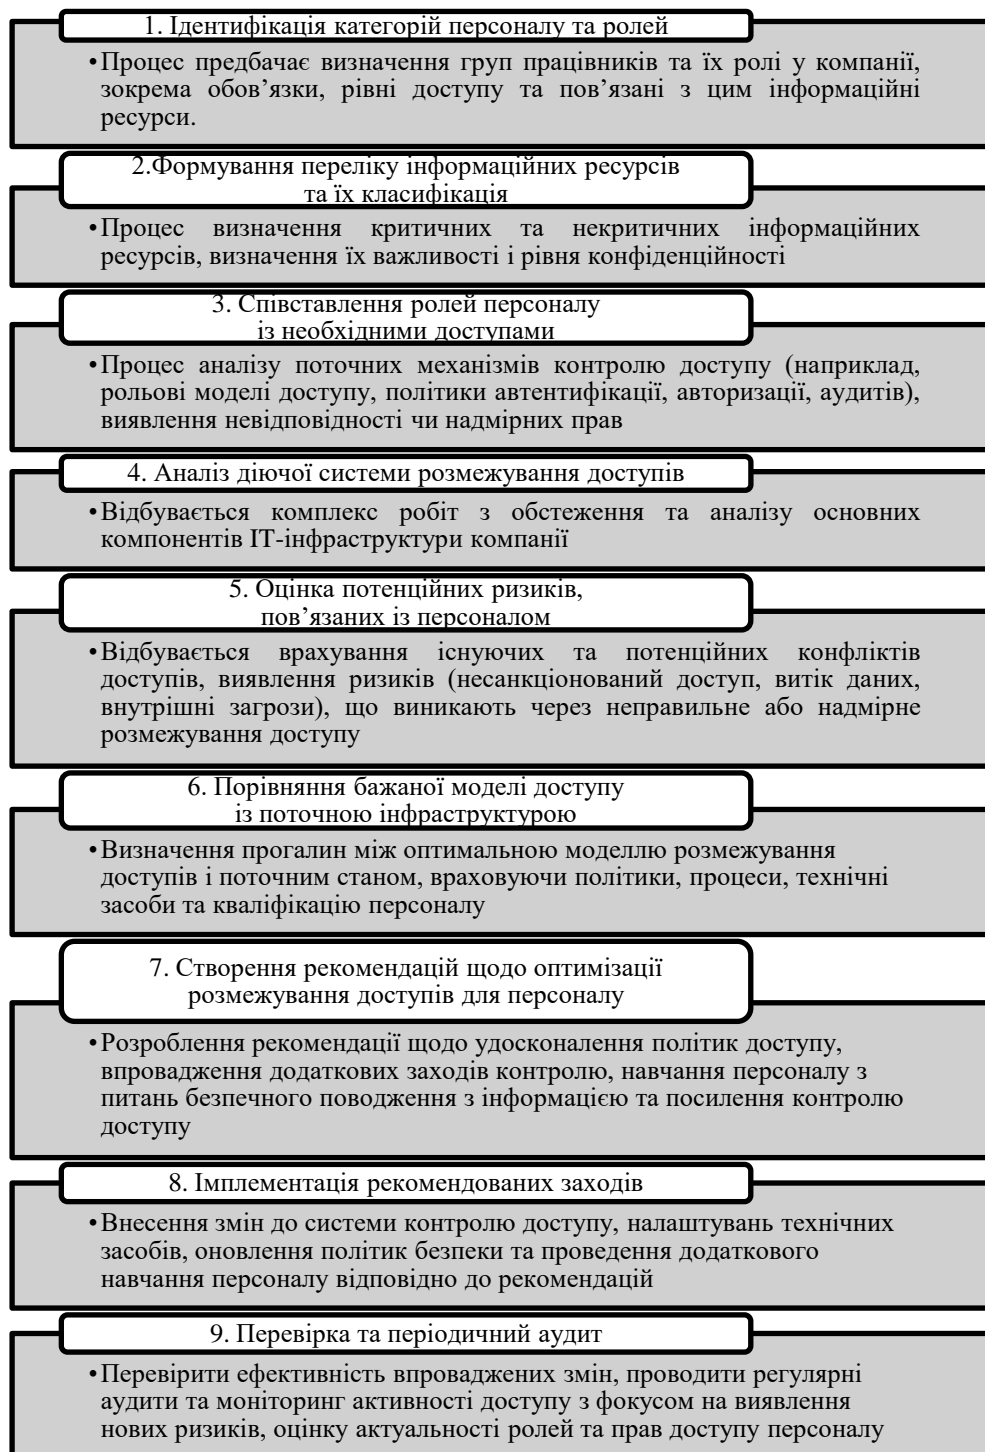 1. Ідентифікація категорій персоналу та ролей
•Процес предбачає визначення груп працівників та їх ролі у компанії,
зокрема обов’язки, рівні доступу та пов’язані з цим інформаційні
ресурси.
2.Формування переліку інформаційних ресурсів
та їх класифікація
•Процес визначення критичних та некритичних інформаційних
ресурсів, визначення їх важливості і рівня конфіденційності
3. Співставлення ролей персоналу
із необхідними доступами
•Процес аналізу поточних механізмів контролю доступу (наприклад,
рольові моделі доступу, політики автентифікації, авторизації, аудитів),
виявлення невідповідності чи надмірних прав
4. Аналіз діючої системи розмежування доступів
•Відбувається комплекс робіт з обстеження та аналізу основних
компонентів ІТ-інфраструктури компанії
5. Оцінка потенційних ризиків,
пов’язаних із персоналом
•Відбувається врахування існуючих та потенційних конфліктів
доступів, виявлення ризиків (несанкціонований доступ, витік даних,
внутрішні загрози), що виникають через неправильне або надмірне
розмежування доступу
6. Порівняння бажаної моделі доступу
із поточною інфраструктурою
•Визначення прогалин між оптимальною моделлю розмежування
доступів і поточним станом, враховуючи політики, процеси, технічні
засоби та кваліфікацію персоналу
7. Створення рекомендацій щодо оптимізації
розмежування доступів для персоналу
•Розроблення рекомендації щодо удосконалення політик доступу,
впровадження додаткових заходів контролю, навчання персоналу з
питань безпечного поводження з інформацією та посилення контролю
доступу
8. Імплементація рекомендованих заходів
•Внесення змін до системи контролю доступу, налаштувань технічних
засобів, оновлення політик безпеки та проведення додаткового
навчання персоналу відповідно до рекомендацій
9. Перевірка та періодичний аудит
•Перевірити ефективність впроваджених змін, проводити регулярні
аудити та моніторинг активності доступу з фокусом на виявлення
нових ризиків, оцінку актуальності ролей та прав доступу персоналу